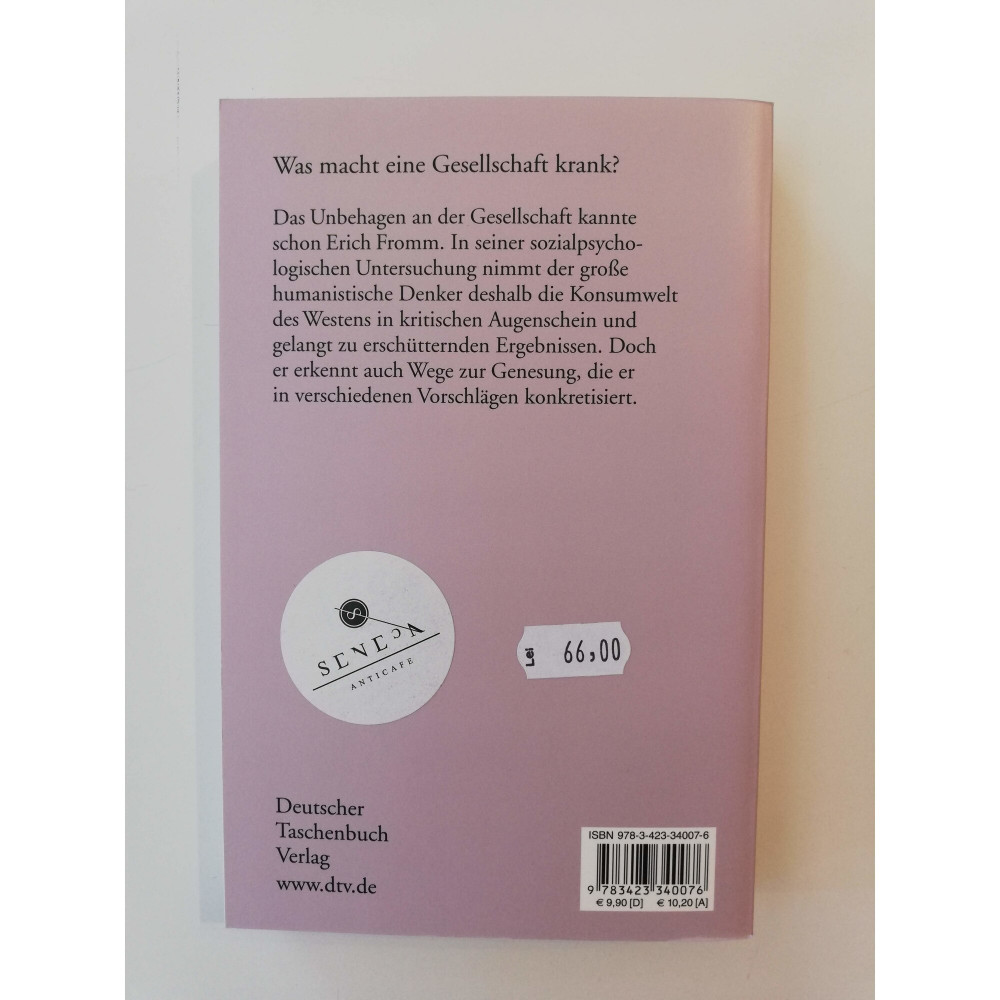 Was macht eine Gesellschaft krank?
Das Unbehagen an der Gesellschaft kannte
schon Erich Fromm. In seiner sozialpsycho-
logischen Untersuchung nimmt der große
humanistische Denker deshalb die Konsumwelt
des Westens in kritischen Augenschein und
gelangt zu erschütternden Ergebnissen. Doch
er erkennt auch Wege zur Genesung, die er
in verschiedenen Vorschlägen konkretisiert.
SENECA
ANTICAFE
Lei 66,00
Deutscher
Taschenbuch
Verlag
www.dtv.de
ISBN 978-3-423-34007-6
9 783423 340076
€ 9,90 [D] € 10,20 [A]